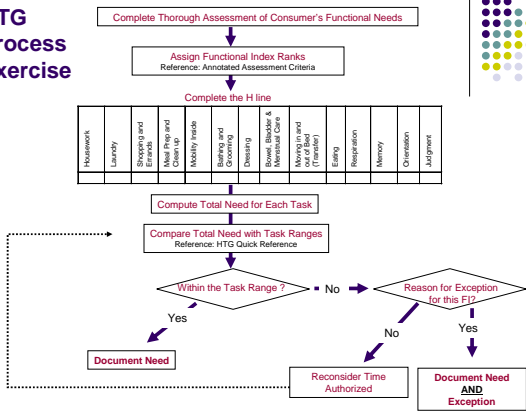 TG
rocess
xercise
Complete Thorough Assessment of Consumer's Functional Needs
Assign Functional Index Ranks
Reference: Annotated Assessment Criteria
Complete the H line
Housework
Laundry
Shopping and
Errands
Meal Prep and
Clean up
Mobility Inside
Bathing and
Grooming
Dressing
Bowel, Bladder &
Menstrual Care
Moving in and
out of Bed
(Transfer)
Eating
Respiration
Memory
Orientation
Judgment
Compute Total Need for Each Task
Compare Total Need with Task Ranges
Reference: HTG Quick Reference
Within the Task Range ?
No
Reason for Exception
for this FI?
Yes
No
Yes
Document Need
Reconsider Time
Authorized
Document Need
AND
Exception